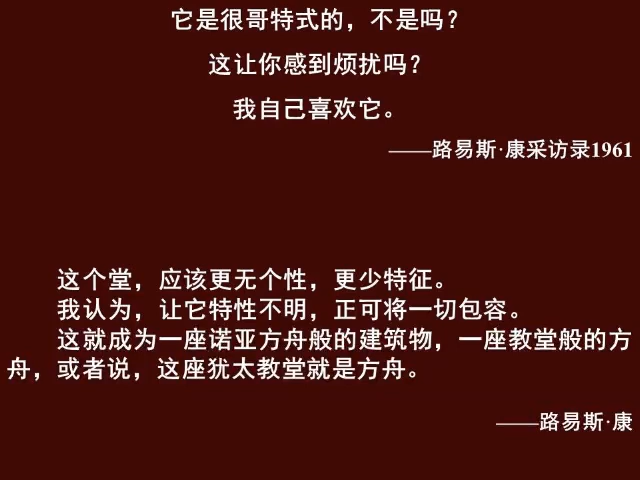 它是很哥特式的，不是吗？
这让你感到烦扰吗？
我自己喜欢它。
——路易斯·康采访录1961
这个堂，应该更无个性，更少特征。
我认为，让它特性不明，正可将一切包容。
这就成为一座诺亚方舟般的建筑物，一座教堂般的方
舟，或者说，这座犹太教堂就是方舟。
——路易斯·康